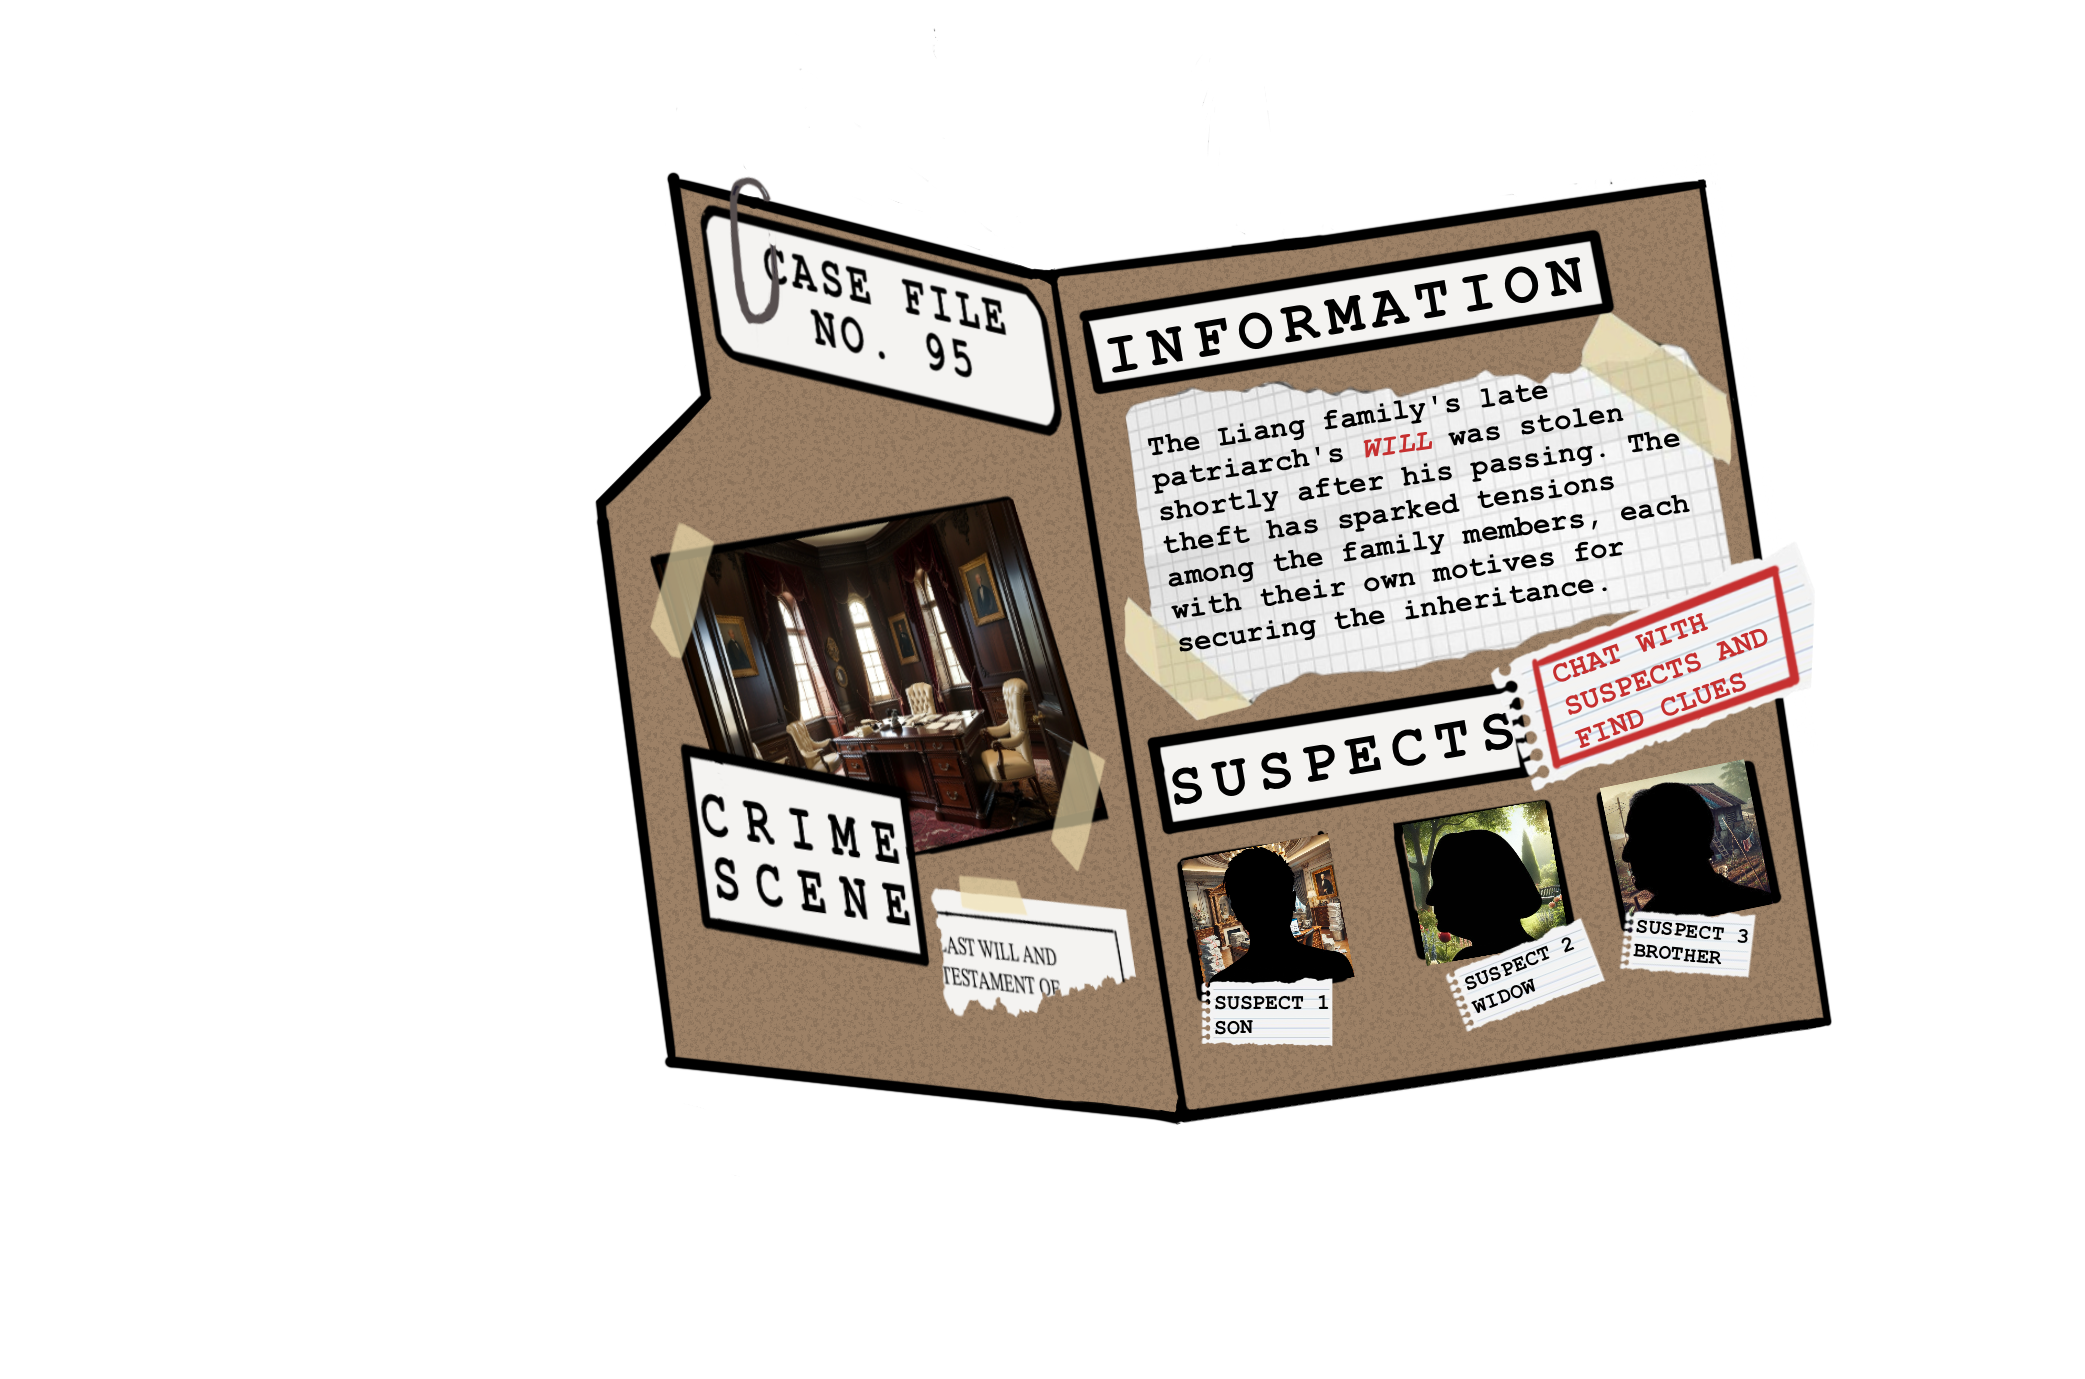 CASE FILE
NO. 95
CRIME
SCENE
LAST WILL AND
TESTAMENT OF
INFORMATION
The Liang family's late
patriarch's WILL was stolen
shortly after his passing. The
theft has sparked tensions
among the family members, each
with their own motives for
securing the inheritance.
CHAT WITH
SUSPECTS AND
FIND CLUES
SUSPECTS
SUSPECT 1
SON
SUSPECT 2
WIDOW
SUSPECT 3
BROTHER